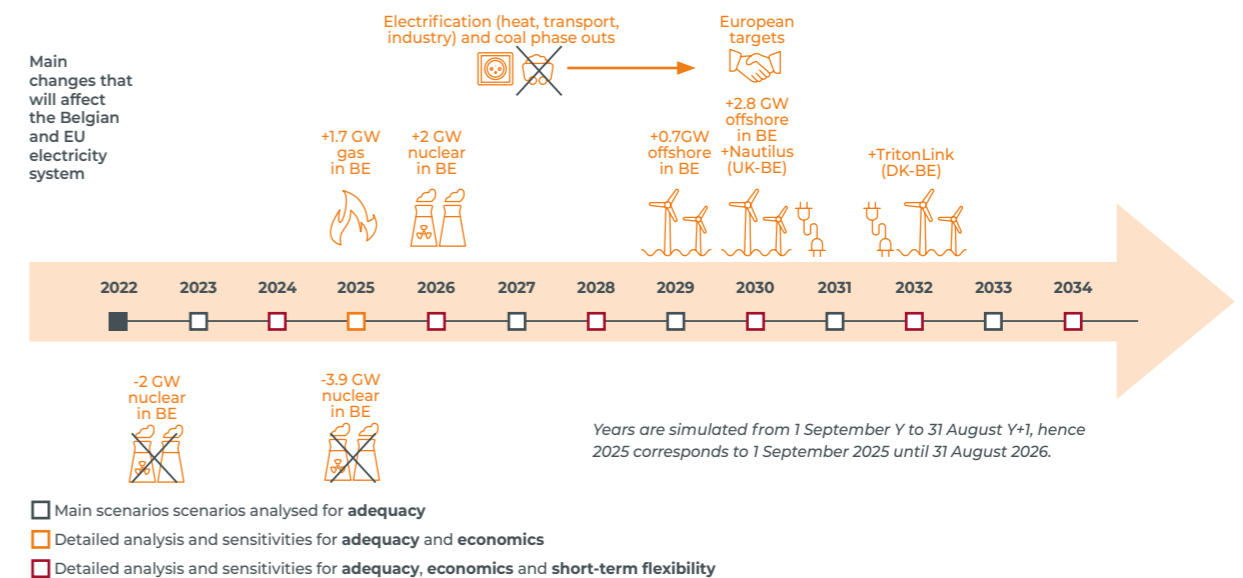 Main
changes that
will affect
the Belgian
and EU
electricity
system
Electrification (heat, transport,
industry) and coal phase outs
European
targets
+1.7 GW
gas
in BE
+2 GW
nuclear
in BE
+0.7GW
offshore
in BE
+2.8 GW
offshore
in BE
+Nautilus
(UK-BE)
+TritonLink
(DK-BE)
2022 2023 2024 2025 2026 2027 2028 2029 2030 2031 2032 2033 2034
-2 GW
nuclear
in BE
-3.9 GW
nuclear
in BE
Years are simulated from 1 September Y to 31 August Y+1, hence
2025 corresponds to 1 September 2025 until 31 August 2026.
Main scenarios scenarios analysed for adequacy
Detailed analysis and sensitivities for adequacy and economics
Detailed analysis and sensitivities for adequacy, economics and short-term flexibility